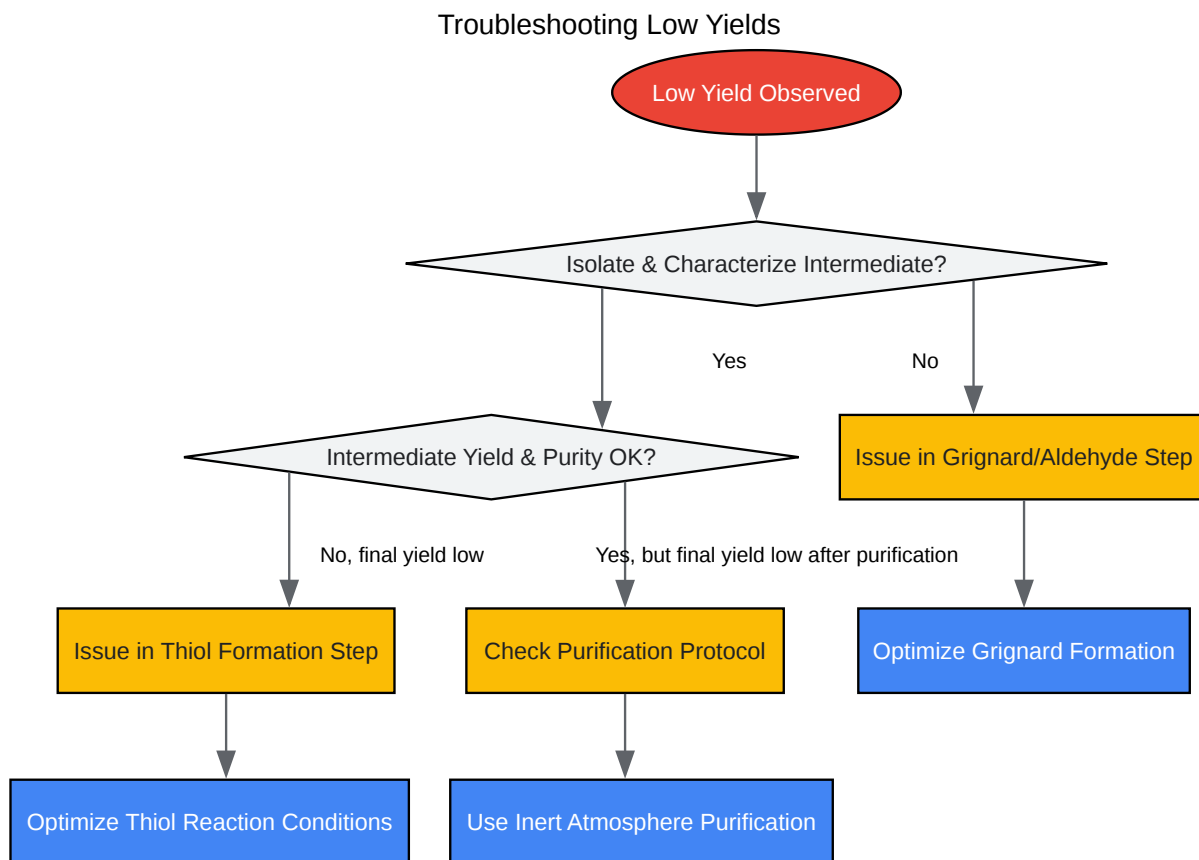 Troubleshooting Low Yields
Low Yield Observed
Isolate & Characterize Intermediate?
Yes
No
Intermediate Yield & Purity OK?
Issue in Grignard/Aldehyde Step
No, final yield low
Yes, but final yield low after purification
Issue in Thiol Formation Step
Check Purification Protocol
Optimize Grignard Formation
Optimize Thiol Reaction Conditions
Use Inert Atmosphere Purification